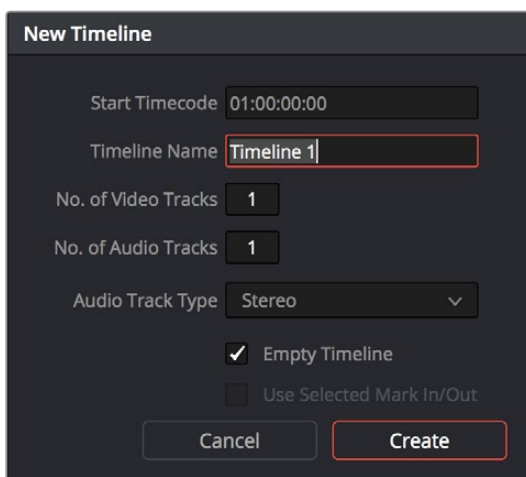 New Timeline
Start Timecode 01:00:00:00
Timeline Name Timeline 1
No. of Video Tracks 1
No. of Audio Tracks 1
Audio Track Type Stereo
Empty Timeline
Use Selected Mark In/Out
Cancel Create